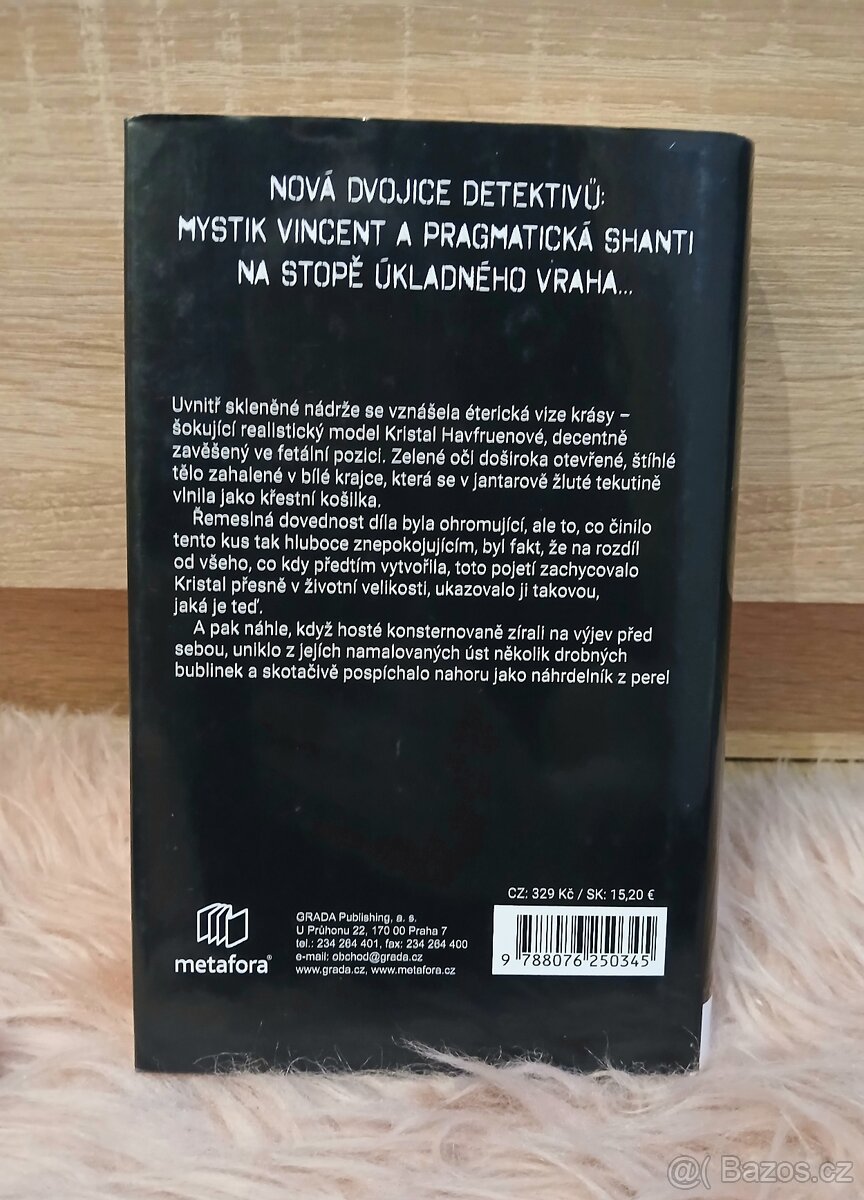 NOVÁ DVOJICE DETEKTIVŮ:
MYSTIK VINCENT A PRAGMATICKÁ SHANTI
NA STOPĚ ÚKLADNÉHO VRAHA...
Uvnitř skleněné nádrže se vznášela éterická vize krásy –
šokující realistický model Kristal Havfruenové, decentně
zavěšený ve fetální pozici. Zelené oči doširoka otevřené, štíhlé
tělo zahalené v bílé krajce, která se v jantarově žluté tekutině
vlnila jako křestní košilka.
Řemeslná dovednost díla byla ohromující, ale to, co činilo
tento kus tak hluboce znepokojujícím, byl fakt, že na rozdíl
od všeho, co kdy předtím vytvořila, toto pojetí zachycovalo
Kristal přesně v životní velikosti, ukazovalo ji takovou,
jaká je teď.
A pak náhle, když hosté konsternovaně zírali na výjev před
sebou, uniklo z jejích namalovaných úst několik drobných
bublinek a skotačivě pospíchalo nahoru jako náhrdelník z perel
CZ: 329 Kč / SK: 15,20 €
metafora®
GRADA Publishing, a. s.
U Průhonu 22, 170 00 Praha 7
tel.: 234 264 401, fax: 234 264 400
e-mail: obchod@grada.cz
www.grada.cz, www.metafora.cz
9 788076 250345
@( Bazos.cz